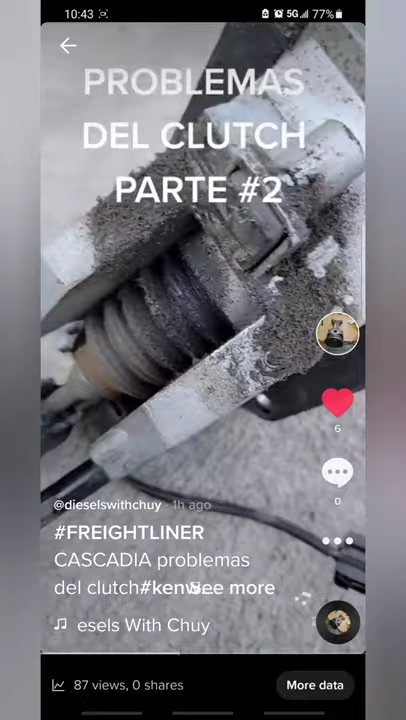 10:43
5G 77%
PROBLEMAS
DEL CLUTCH
PARTE #2
6
0
@dieselswithchuy · 1h ago
#FREIGHTLINER
CASCADIA problemas
del clutch#kenw... See more
esels With Chuy
87 views, 0 shares
More data